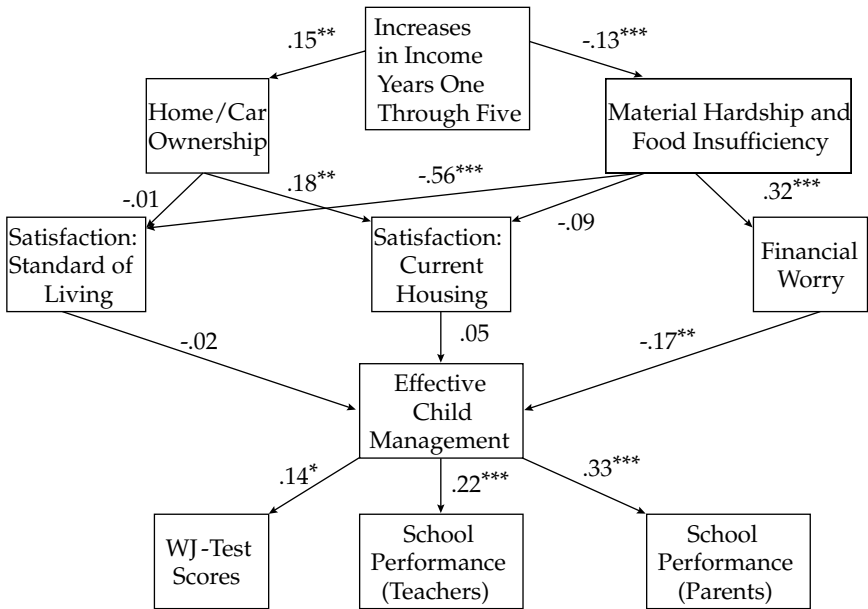 Increases
in Income
Years One
Through Five
.15**
-.13***
Home/Car
Ownership
Material Hardship and
Food Insufficiency
-.01
.18**
-.56***
-.09
.32***
Satisfaction:
Standard of
Living
Satisfaction:
Current
Housing
Financial
Worry
-.02
.05
-.17**
Effective
Child
Management
.14*
.22***
.33***
WJ-Test
Scores
School
Performance
(Teachers)
School
Performance
(Parents)